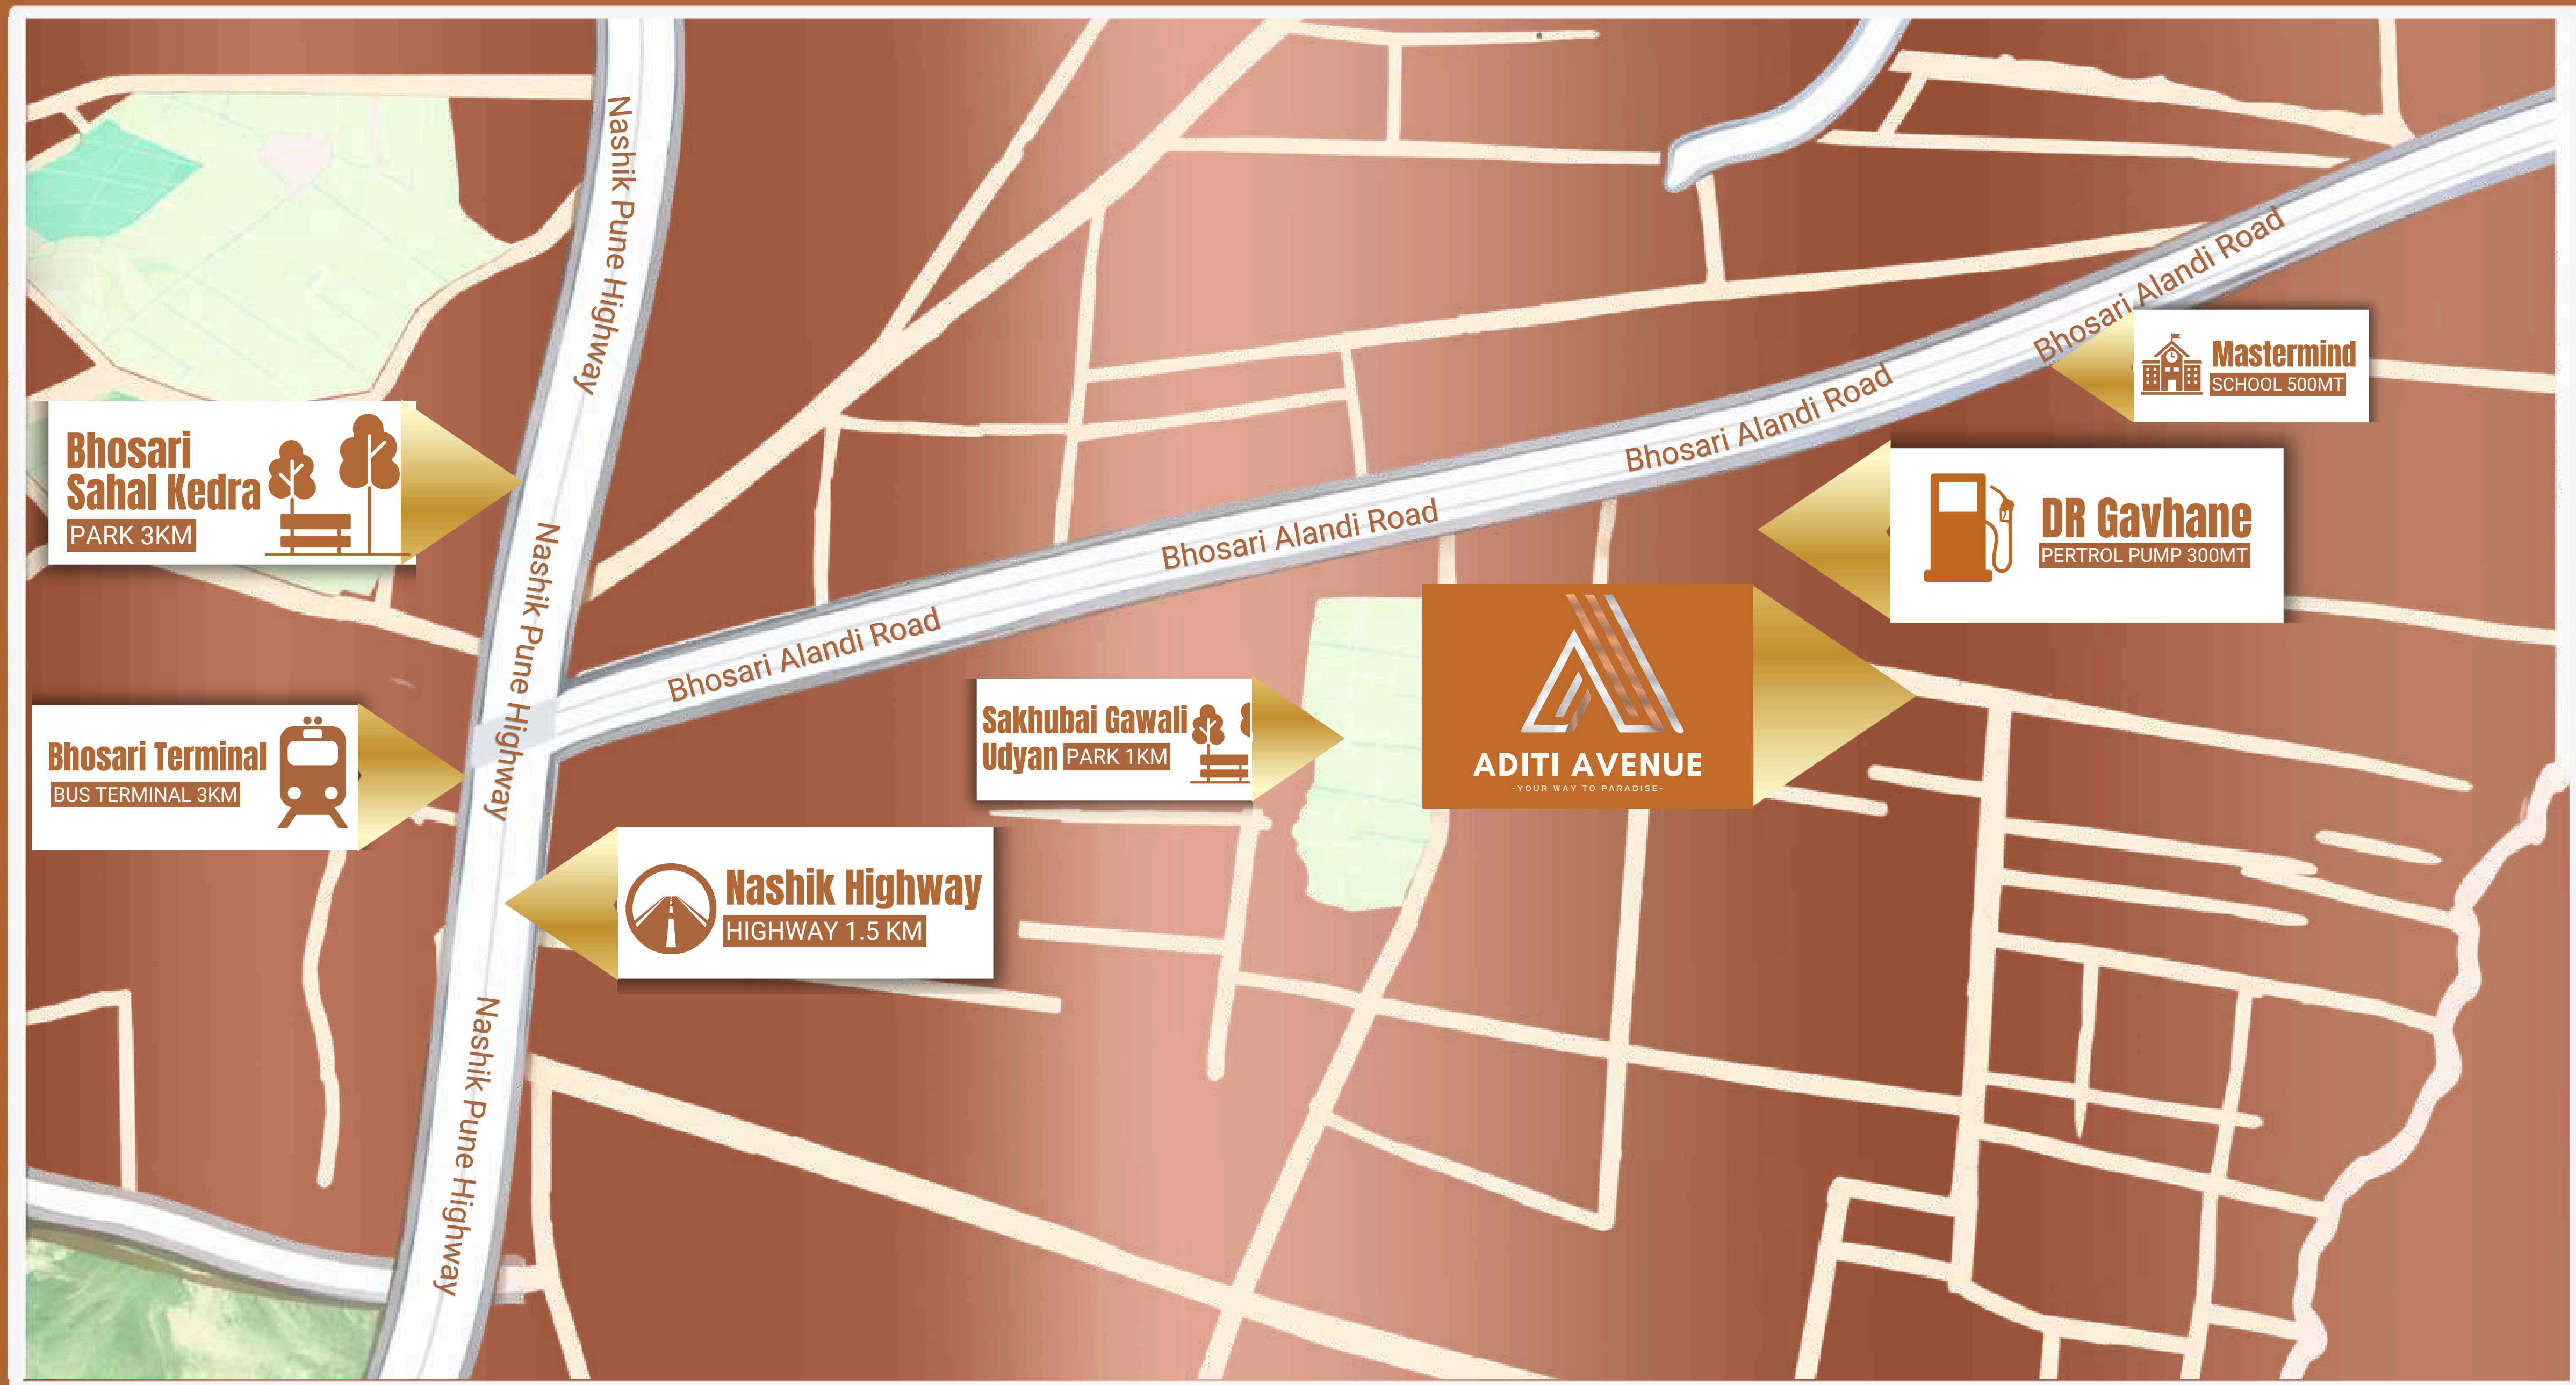 Nashik Pune Highway
Bhosari Alandi Road
Mastermind
SCHOOL 500MT
Bhosari Alandi Road
Bhosari
Sahal Kedra
PARK 3KM
DR Gavhane
PERTROL PUMP 300MT
Bhosari Alandi Road
Nashik Pune Highway
Bhosari Alandi Road
Sakhubai Gawali
Udyan PARK 1KM
ADITI AVENUE
-YOUR WAY TO PARADISE-
Bhosari Terminal
BUS TERMINAL 3KM
Nashik Highway
HIGHWAY 1.5 KM
Nashik Pune Highway